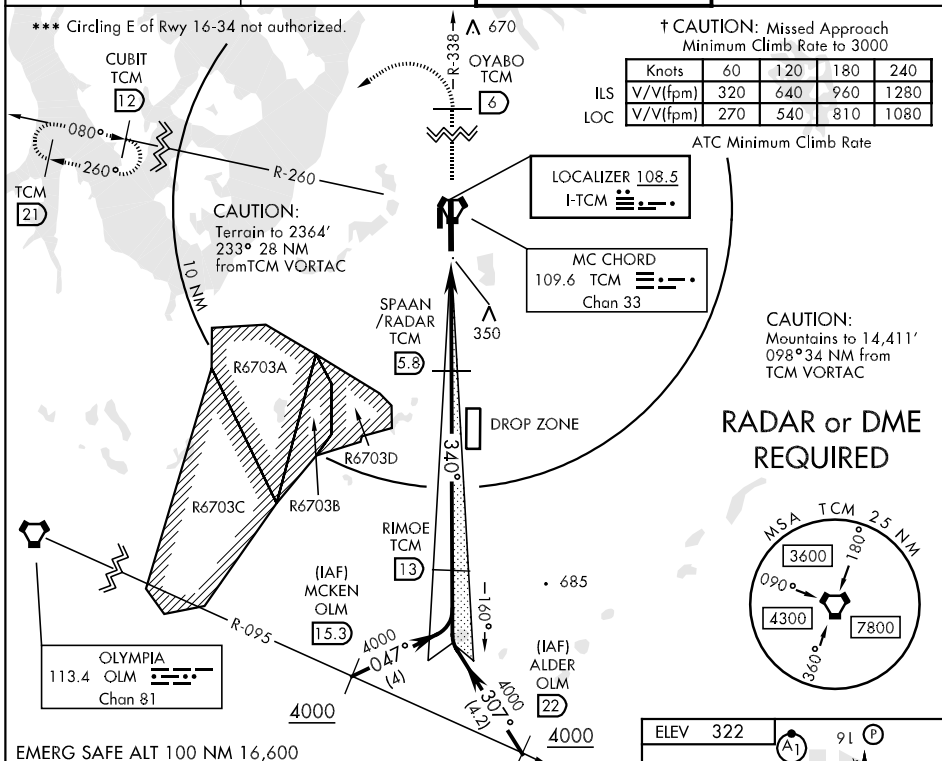 *** Circling E of Rwy 16-34 not authorized.
CUBIT
TCM
12
080°
260°
TCM
21
R-260
R-338
670
OYABO
TCM
6
† CAUTION: Missed Approach
Minimum Climb Rate to 3000
Knots 60 120 180 240
ILS V/V(fpm) 320 640 960 1280
LOC V/V(fpm) 270 540 810 1080
ATC Minimum Climb Rate
LOCALIZER 108.5
I-TCM
MC CHORD
109.6 TCM
Chan 33
CAUTION:
Terrain to 2364'
233° 28 NM
fromTCM VORTAC
10 NM
SPAAN
/RADAR
TCM
5.8
350
CAUTION:
Mountains to 14,411'
098° 34 NM from
TCM VORTAC
R6703A
R6703D
R6703B
R6703C
DROP ZONE
340°
RADAR or DME
REQUIRED
RIMOE
TCM
13
685
160°
MSA TCM 25 NM
3600
180°
090°
4300
7800
360°
(IAF)
MCKEN
OLM
15.3
R-095
4000
047°
(4)
4000
(IAF)
ALDER
OLM
22
4000
307°
(4.2)
4000
OLYMPIA
113.4 OLM
Chan 81
EMERG SAFE ALT 100 NM 16,600
ELEV 322
A1
91
P